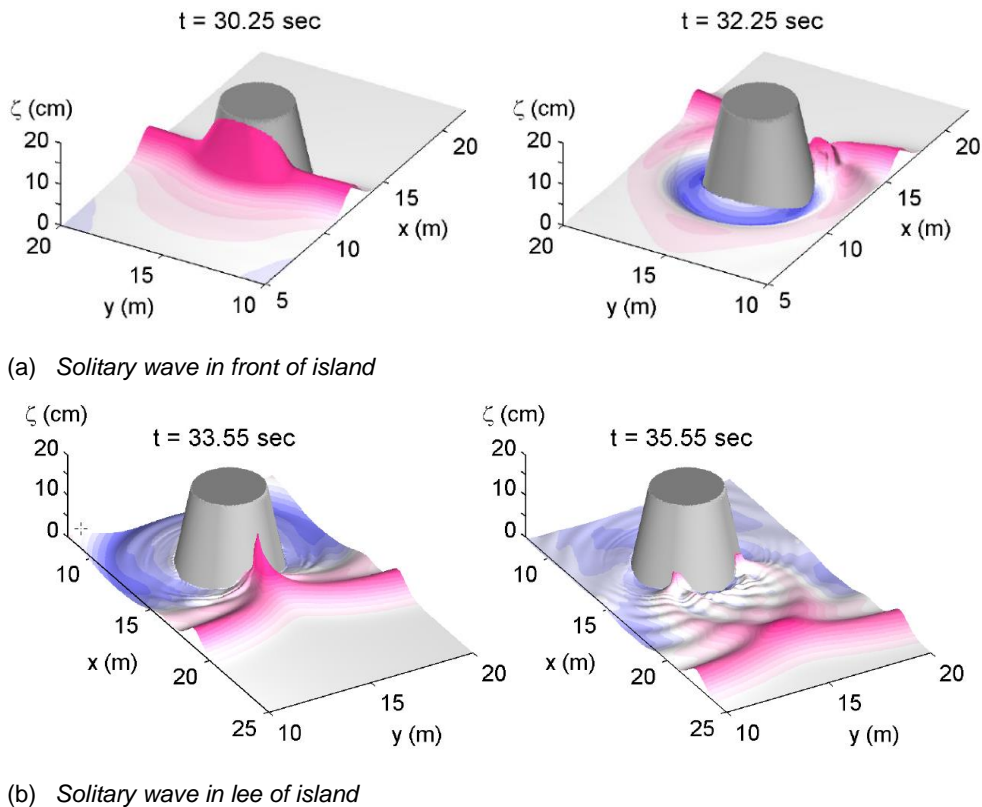 t = 30.25 sec
t = 32.25 sec
ζ (cm)
20
10
0
20
15
10
y (m)
5
10
15
20
x (m)
ζ (cm)
20
10
0
20
15
10
y (m)
5
10
15
20
x (m)
(a) Solitary wave in front of island
ζ (cm)
t = 33.55 sec
20
10
0
10
15
20
25
x (m)
10
15
20
y (m)
ζ (cm)
t = 35.55 sec
20
10
0
10
15
20
25
x (m)
10
15
20
y (m)
(b) Solitary wave in lee of island